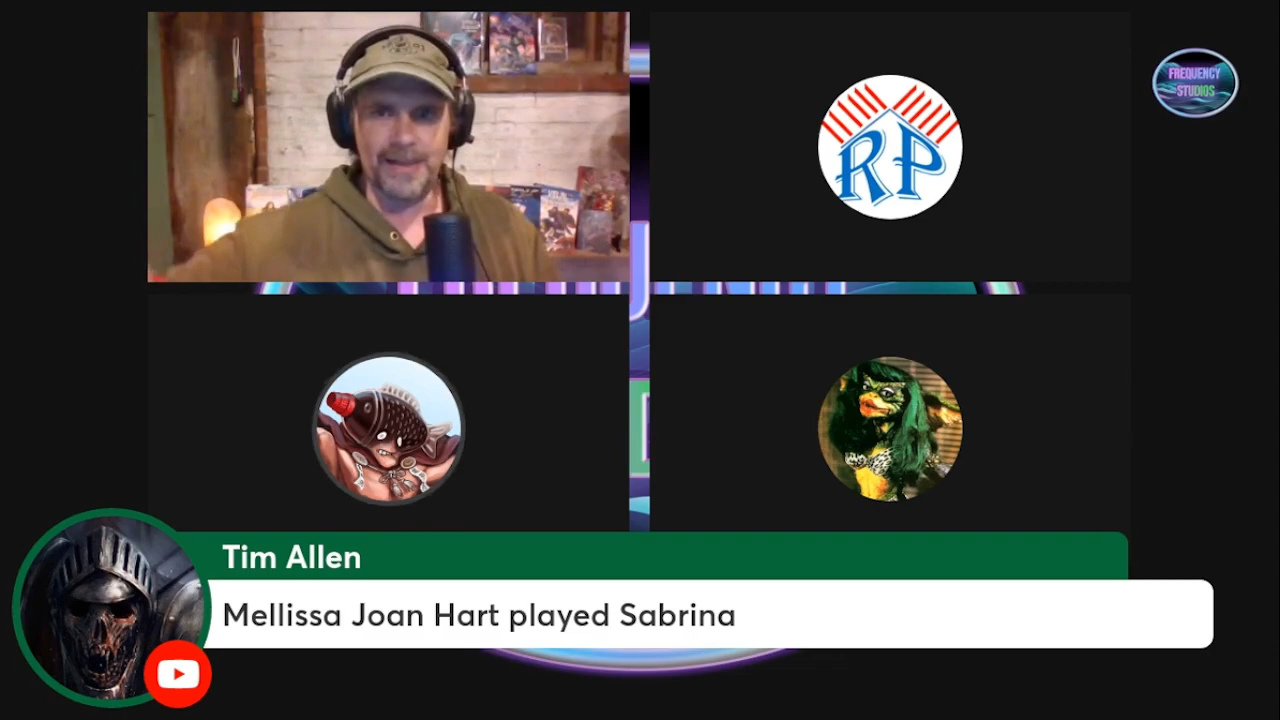 FREQUENCY
STUDIOS
RP
Tim Allen
Mellissa Joan Hart played Sabrina